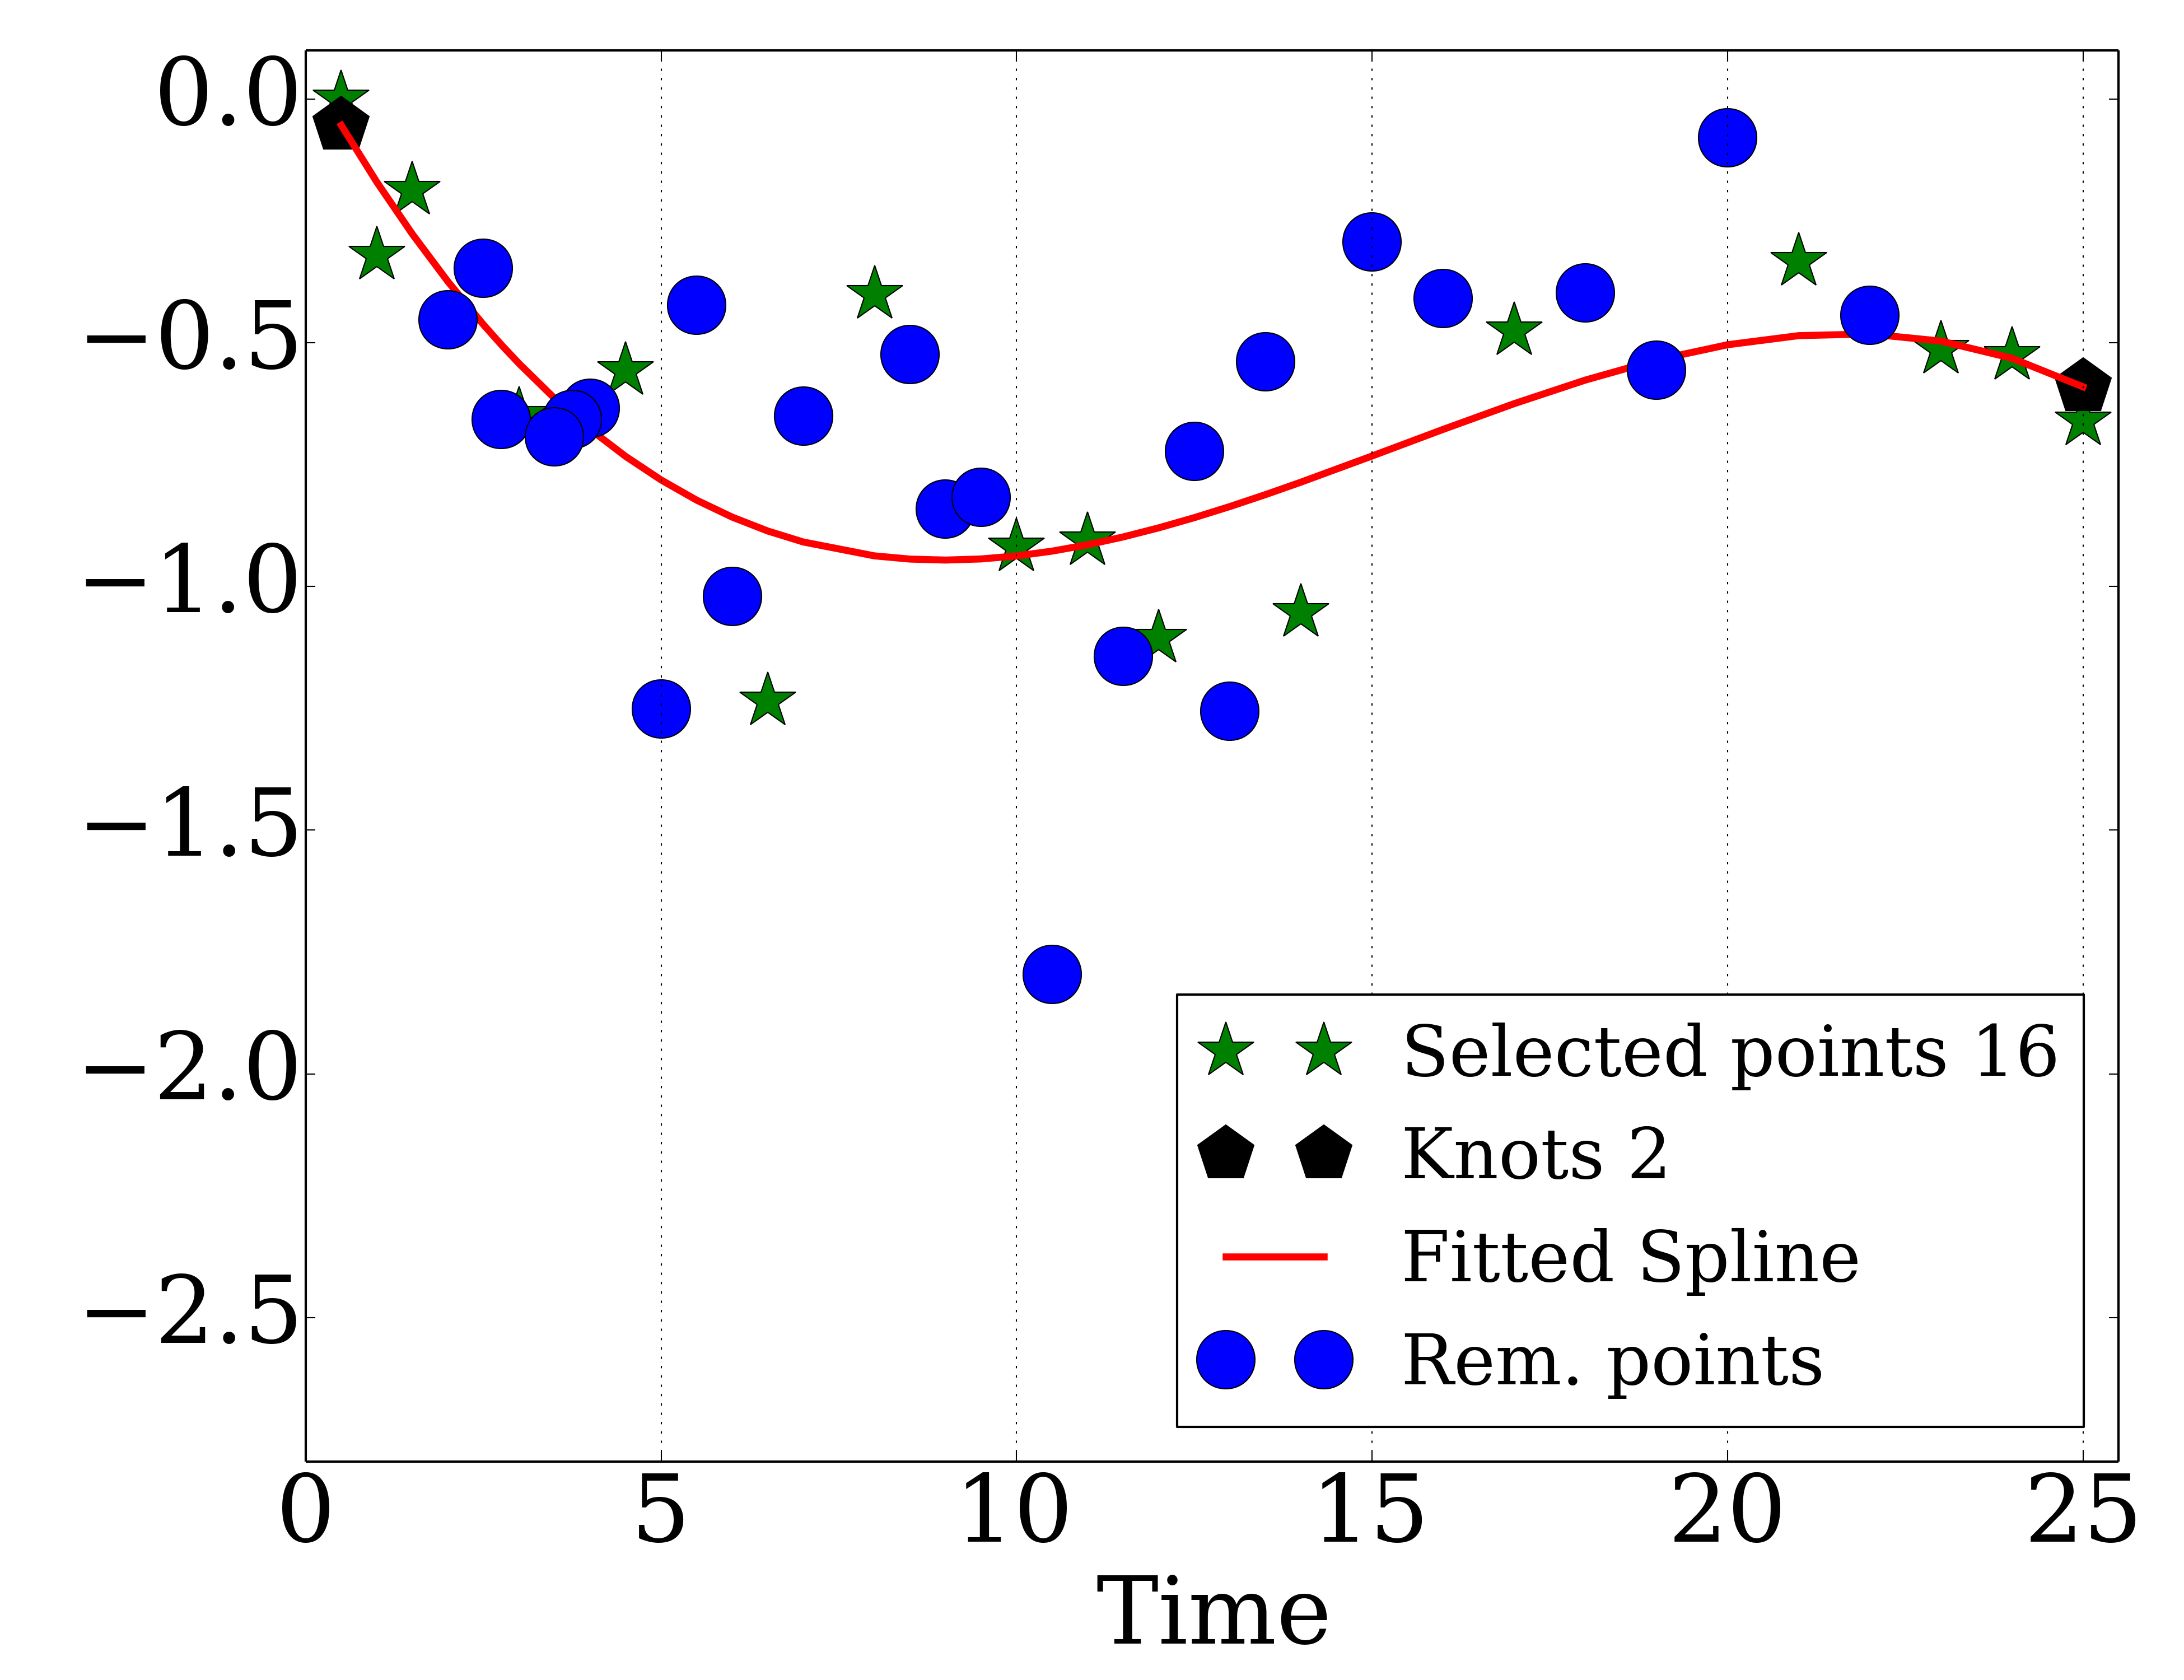 0.0
−0.5
−1.0
−1.5
−2.0
−2.5
Selected points 16
Knots 2
Fitted Spline
Rem. points
0 5 10 15 20 25
Time